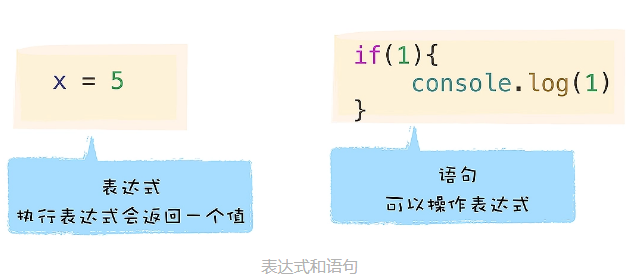 x = 5
表达式
执行表达式会返回一个值
if(1){
    console.log(1)
}
语句
可以操作表达式
表达式和语句